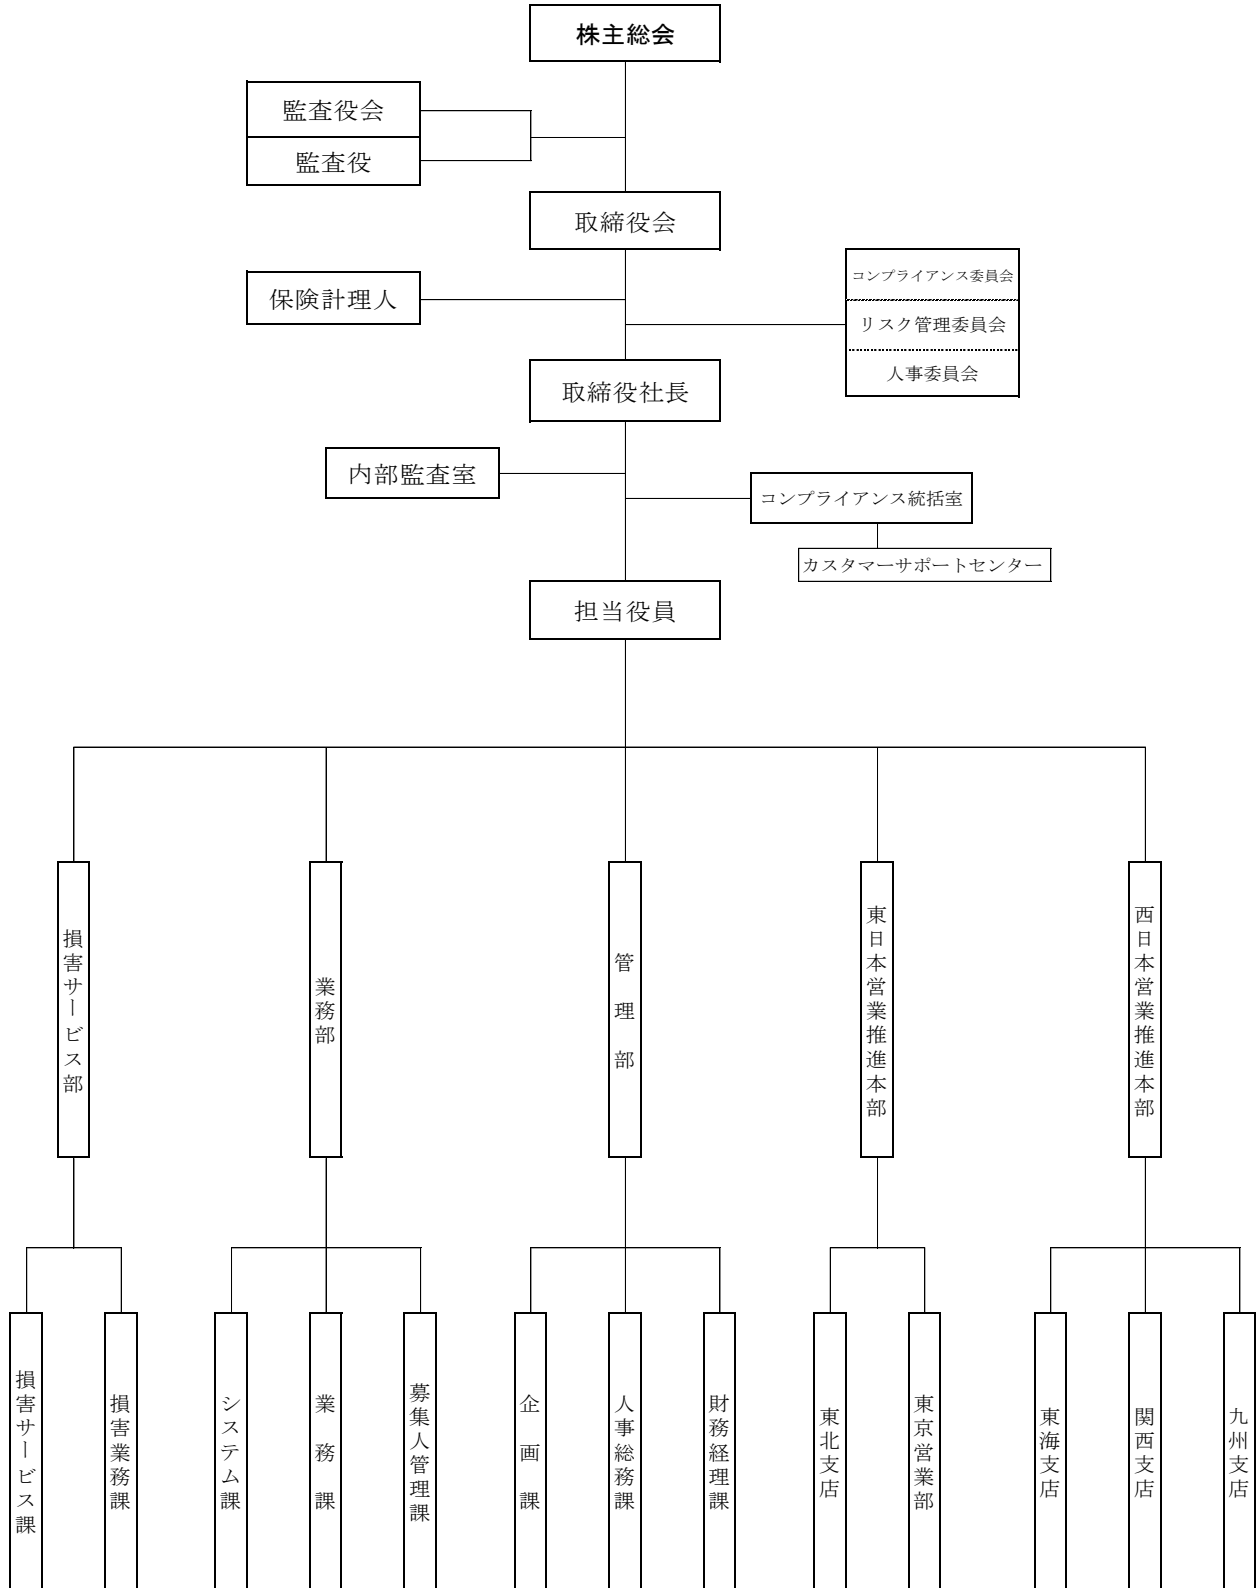 株主総会
監査役会
監査役
取締役会
コンプライアンス委員会
保険計理人
リスク管理委員会
人事委員会
取締役社長
内部監査室
コンプライアンス統括室
カスタマーサポートセンター
担当役員
損害サービス部
業務部
管理部
東日本営業推進本部
西日本営業推進本部
損害サービス課
損害業務課
システム課
業務課
募集人管理課
企画課
人事総務課
財務経理課
東北支店
東京営業部
東海支店
関西支店
九州支店